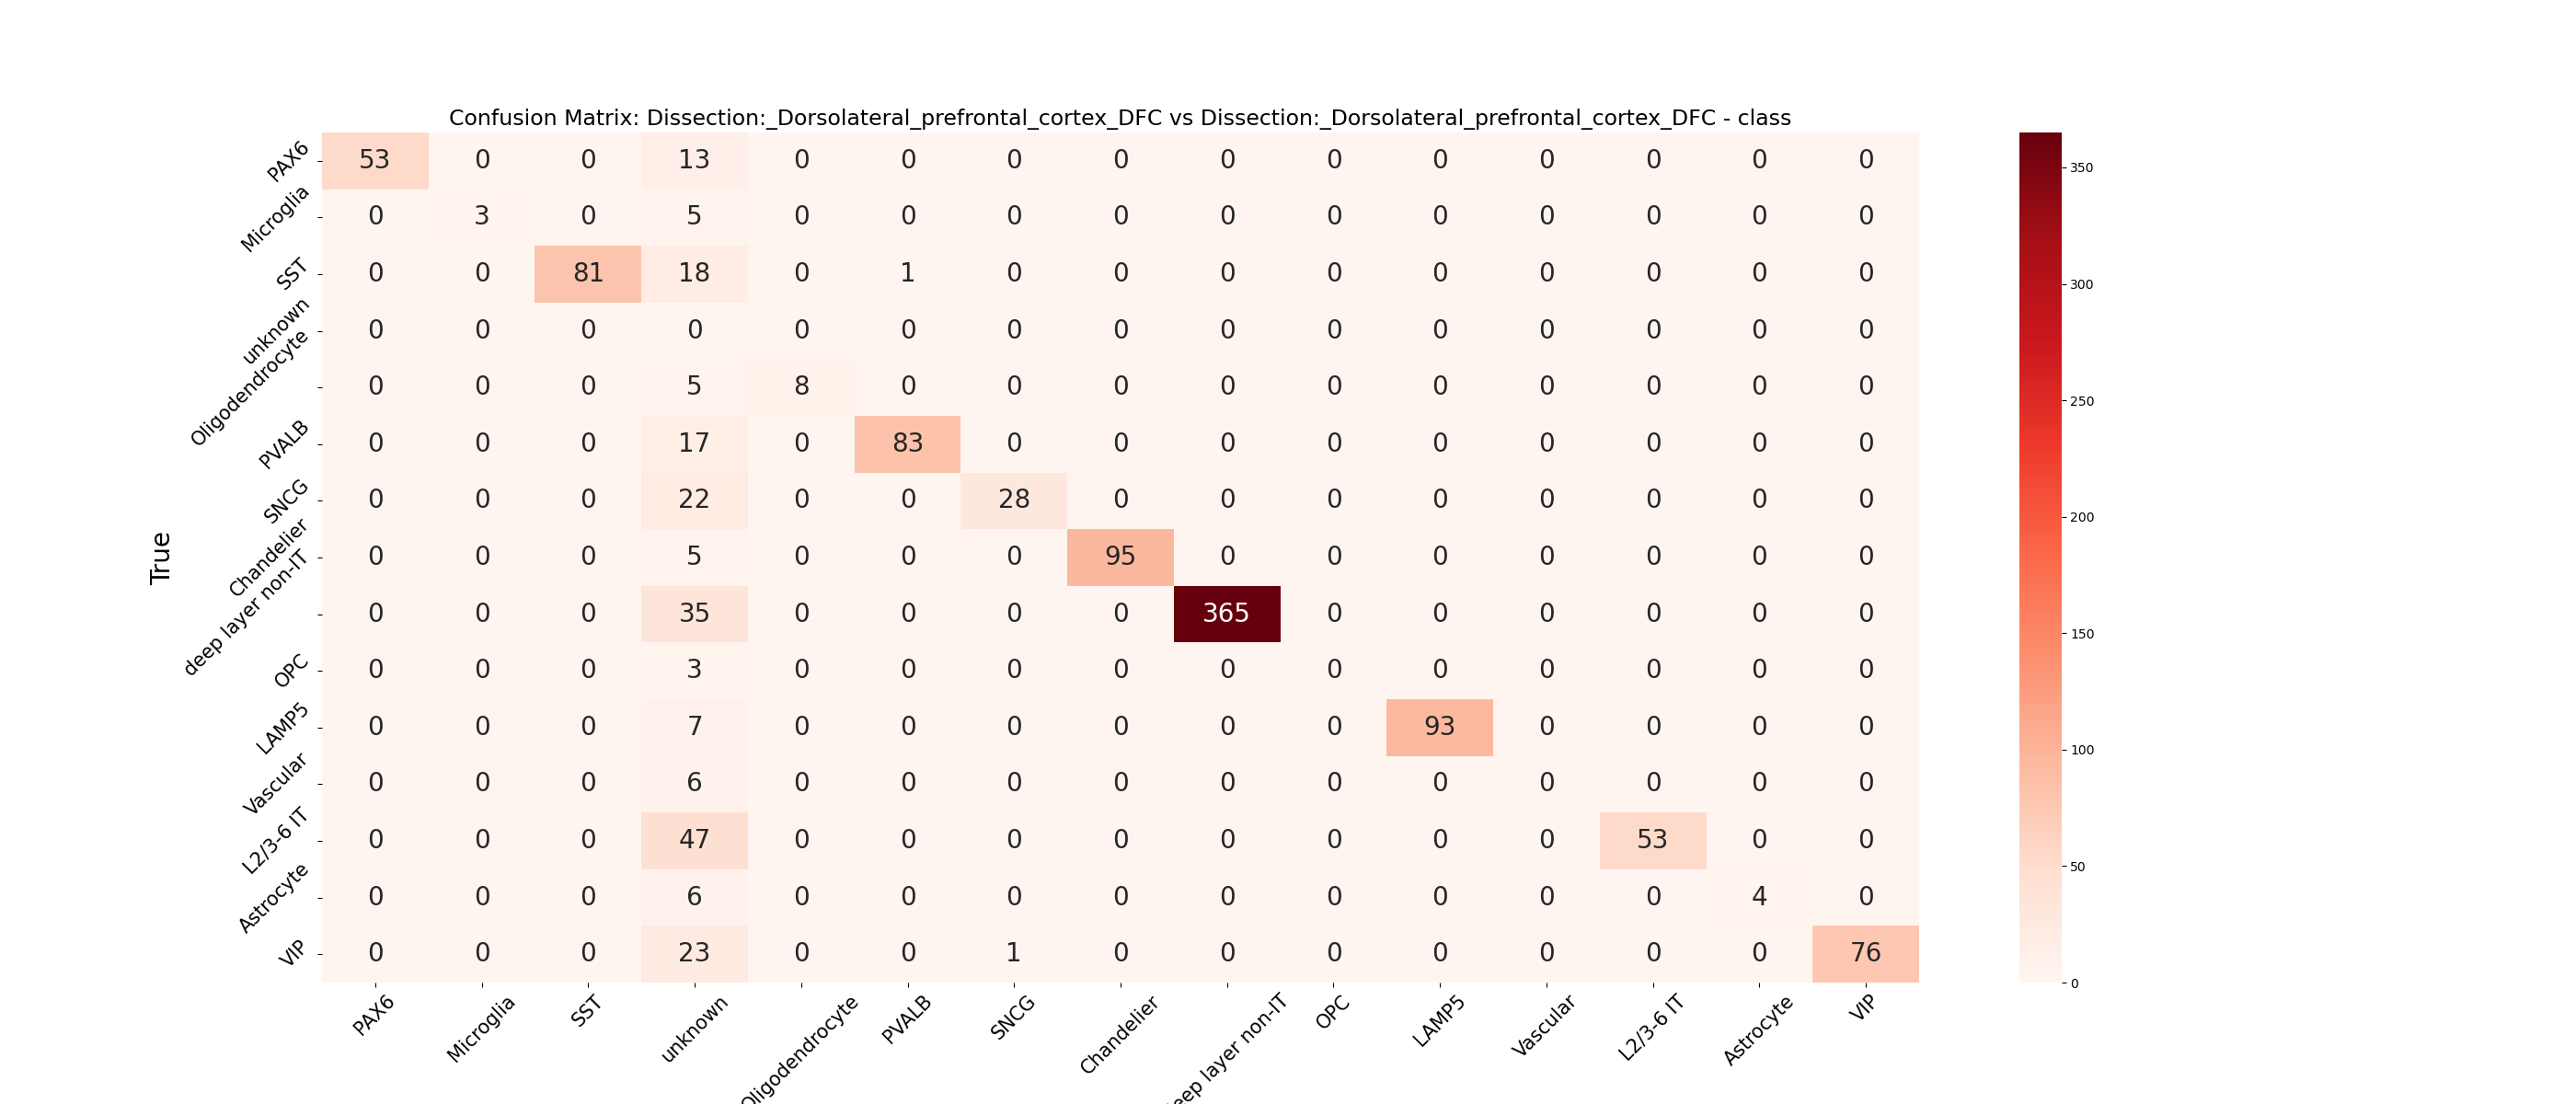 Confusion Matrix: Dissection:_Dorsolateral_prefrontal_cortex_DFC vs Dissection:_Dorsolateral_prefrontal_cortex_DFC - class
PAX6 53 0 0 13 0 0 0 0 0 0 0 0 0 0 0
Microglia 0 3 0 5 0 0 0 0 0 0 0 0 0 0 0
SST 0 0 81 18 0 1 0 0 0 0 0 0 0 0 0
unknown 0 0 0 0 0 0 0 0 0 0 0 0 0 0 0
Oligodendrocyte 0 0 0 5 8 0 0 0 0 0 0 0 0 0 0
PVALB 0 0 0 17 0 83 0 0 0 0 0 0 0 0 0
SNCG 0 0 0 22 0 0 28 0 0 0 0 0 0 0 0
Chandelier 0 0 0 5 0 0 0 95 0 0 0 0 0 0 0
deep layer non-IT 0 0 0 35 0 0 0 0 365 0 0 0 0 0 0
OPC 0 0 0 3 0 0 0 0 0 0 0 0 0 0 0
LAMP5 0 0 0 7 0 0 0 0 0 0 93 0 0 0 0
Vascular 0 0 0 6 0 0 0 0 0 0 0 0 0 0 0
L2/3-6 IT 0 0 0 47 0 0 0 0 0 0 0 0 53 0 0
Astrocyte 0 0 0 6 0 0 0 0 0 0 0 0 0 4 0
VIP 0 0 0 23 0 0 1 0 0 0 0 0 0 0 76
True
PAX6 Microglia SST unknown Oligodendrocyte PVALB SNCG Chandelier eep layer non-IT OPC LAMP5 Vascular L2/3-6 IT Astrocyte VIP
350
300
250
200
150
100
50
0